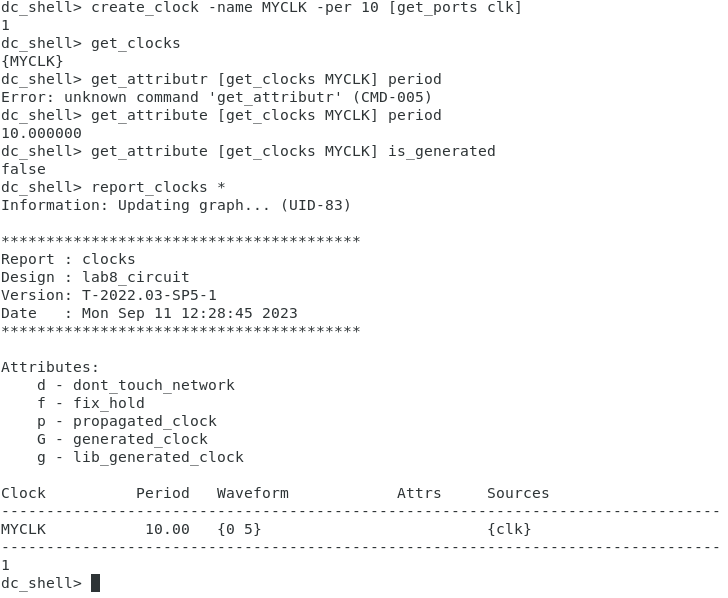 dc_shell> create_clock -name MYCLK -per 10 [get_ports clk]
1
dc_shell> get_clocks
{MYCLK}
dc_shell> get_attributr [get_clocks MYCLK] period
Error: unknown command 'get_attributr' (CMD-005)
dc_shell> get_attribute [get_clocks MYCLK] period
10.000000
dc_shell> get_attribute [get_clocks MYCLK] is_generated
false
dc_shell> report_clocks *
Information: Updating graph... (UID-83)

****************************************
Report : clocks
Design : lab8_circuit
Version: T-2022.03-SP5-1
Date   : Mon Sep 11 12:28:45 2023
****************************************

Attributes:
    d - dont_touch_network
    f - fix_hold
    p - propagated_clock
    G - generated_clock
    g - lib_generated_clock

Clock          Period   Waveform            Attrs     Sources
--------------------------------------------------------------------------------
MYCLK           10.00   {0 5}                         {clk}
--------------------------------------------------------------------------------
1
dc_shell>